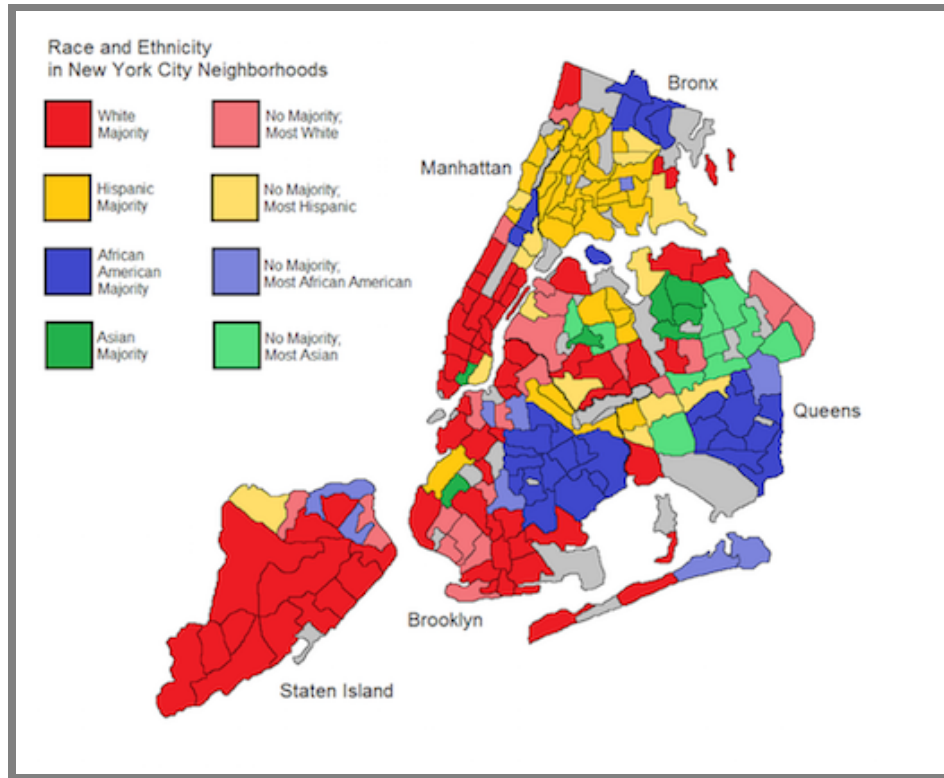 Race and Ethnicity
in New York City Neighborhoods
White
Majority
No Majority;
Most White
Hispanic
Majority
No Majority;
Most Hispanic
African
American
Majority
No Majority;
Most African American
Asian
Majority
No Majority;
Most Asian
Bronx
Manhattan
Queens
Brooklyn
Staten Island